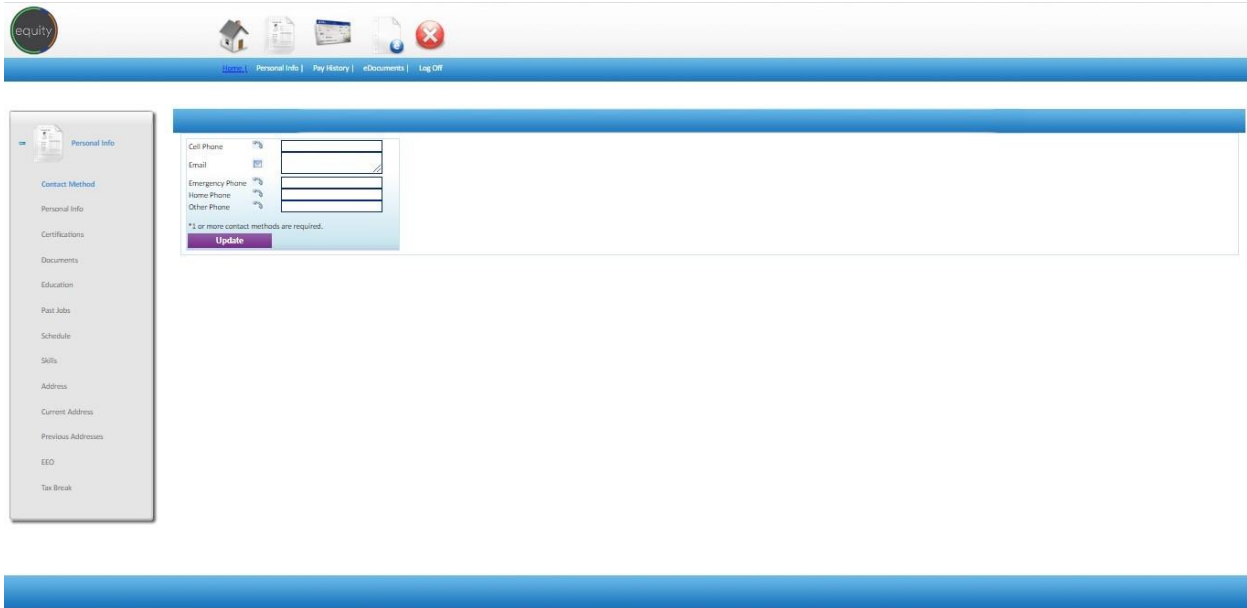 equity
Home | Personal Info | Pay History | eDocuments | Log Off
Personal Info
Contact Method
Personal Info
Certifications
Documents
Education
Past Jobs
Schedule
Skills
Address
Current Address
Previous Addresses
EEO
Tax Break
Cell Phone
Email
Emergency Phone
Home Phone
Other Phone
*1 or more contact methods are required.
Update